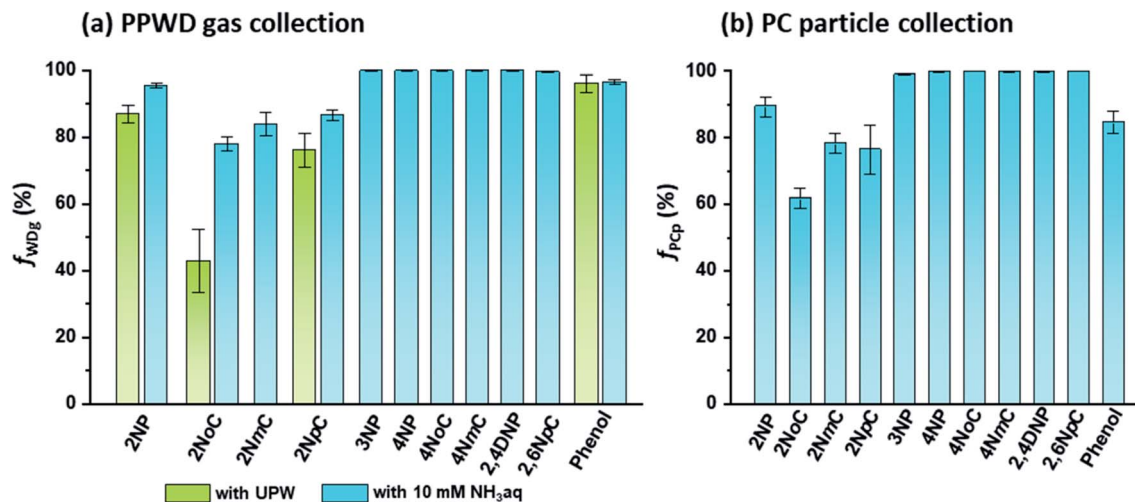 (a) PPWD gas collection
100
80
60
40
20
0
fWDg (%)
2NP
2NoC
2NmC
2NpC
3NP
4NP
4NoC
4NmC
2,4DNP
2,6NpC
Phenol
with UPW
with 10 mM NH₃aq
(b) PC particle collection
100
80
60
40
20
0
fPCp (%)
2NP
2NoC
2NmC
2NpC
3NP
4NP
4NoC
4NmC
2,4DNP
2,6NpC
Phenol